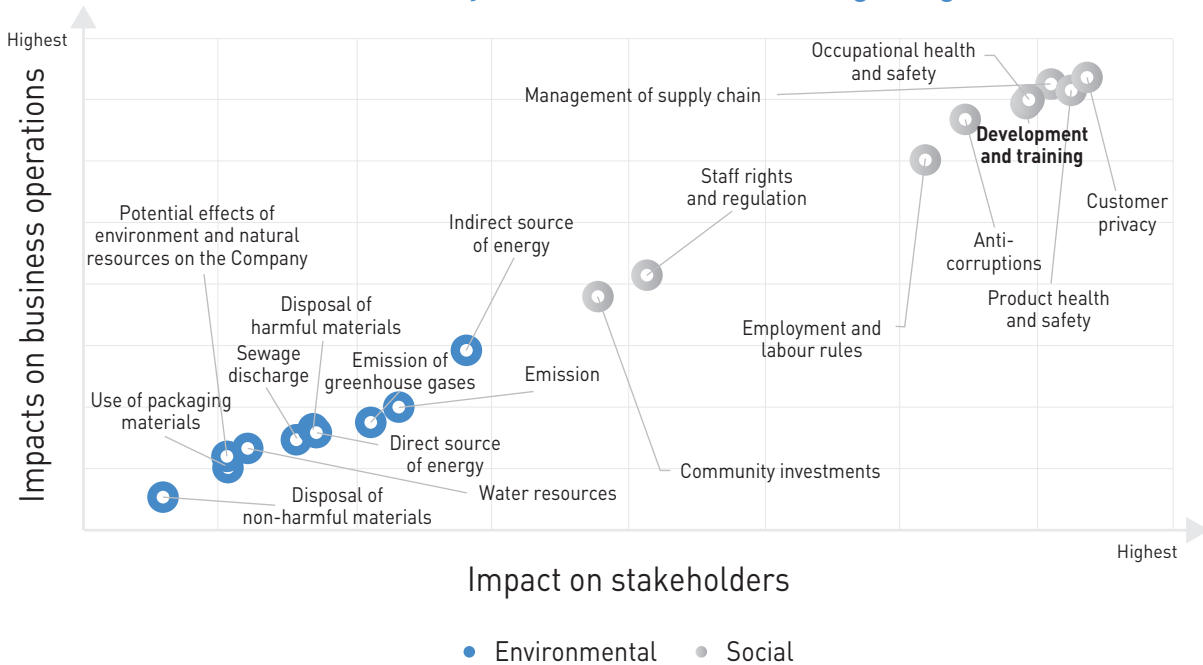 Highest
Impacts on business operations
Occupational health
and safety
Management of supply chain
Development
and training
Staff rights
and regulation
Customer
privacy
Potential effects of
environment and natural
resources on the Company
Indirect source
of energy
Anti-
corruptions
Disposal of
harmful materials
Product health
and safety
Employment and
labour rules
Sewage
discharge
Emission of
greenhouse gases
Emission
Use of packaging
materials
Direct source
of energy
Community investments
Water resources
Disposal of
non-harmful materials
Highest
Impact on stakeholders
Environmental
Social